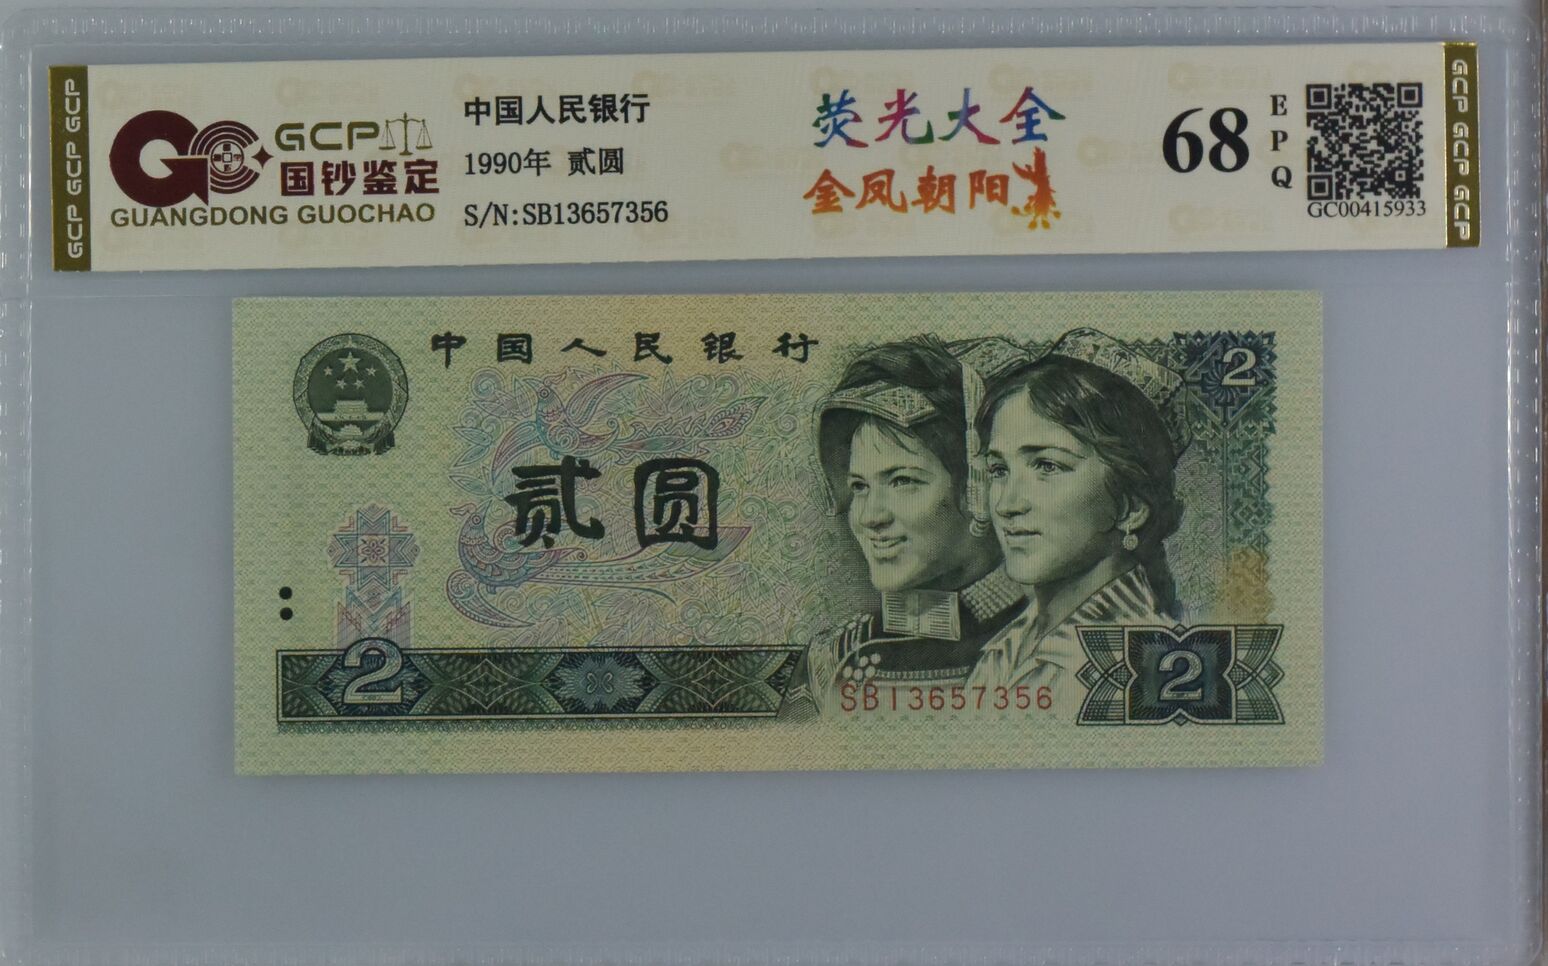 GCP GCP GCP
GCP
国钞鉴定
GUANGDONG GUOCHAO
中国人民银行
1990年 贰圆
S/N:SB13657356
荧光大全
金凤朝阳
68
EPQ
GC00415933
GCP GCP GCP
中国人民银行
2
贰圆
2
SB13657356
2